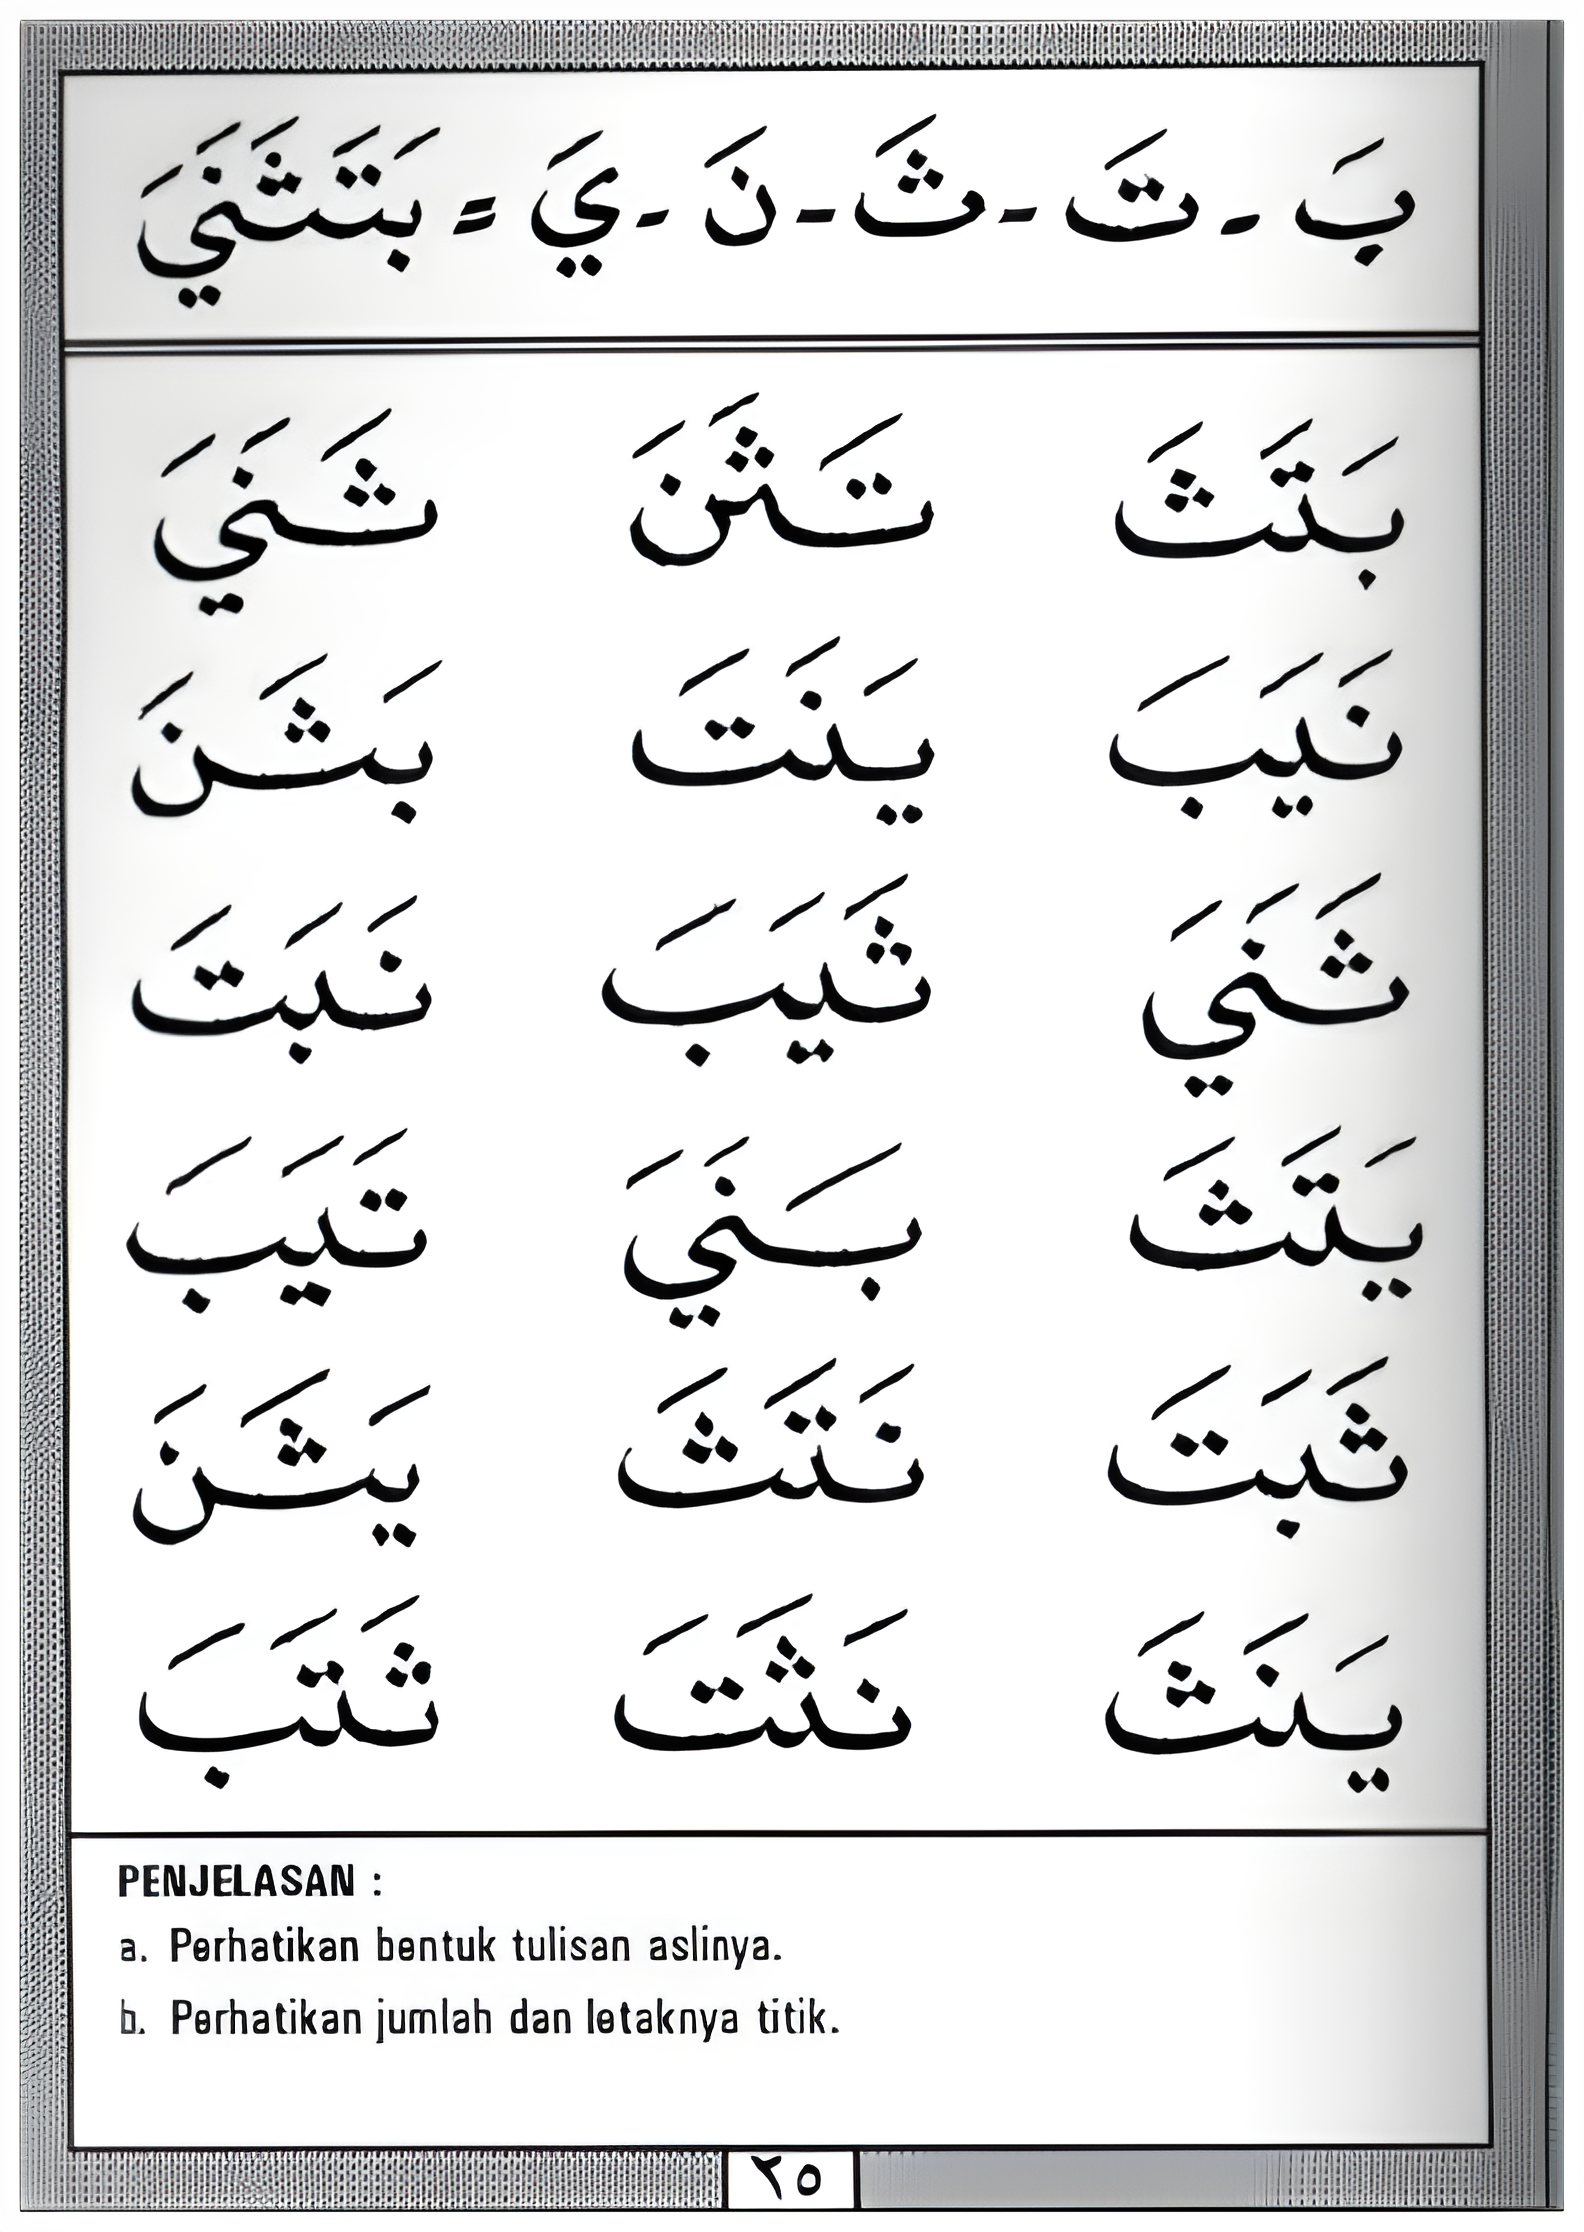 بَ - تَ - ثَ - نَ - يَ = بَتَثَنَيَ
بَتَثَ تَثَنَ ثَنَيَ
نَيَبَ يَنَتَ بَثَنَ
ثَنَيَ ثَيَبَ نَبَتَ
يَتَثَ بَنَيَ تَيَبَ
ثَبَتَ نَتَثَ يَثَنَ
يَنَثَ نَثَتَ ثَتَبَ
PENJELASAN :
a. Perhatikan bentuk tulisan aslinya.
b. Perhatikan jumlah dan letaknya titik.
٢٥